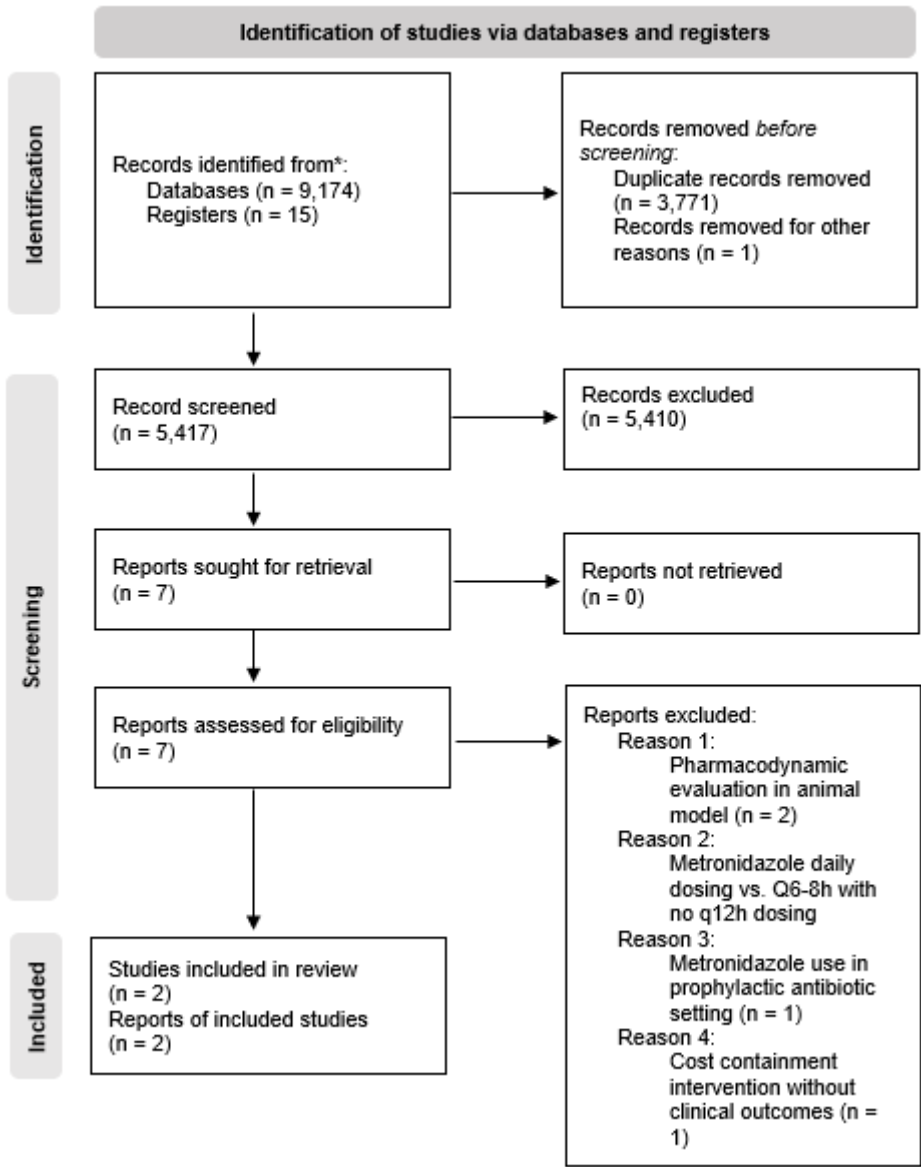 Identification of studies via databases and registers
Identification
Records identified from*:
Databases (n = 9,174)
Registers (n = 15)
Records removed before
screening:
Duplicate records removed
(n = 3,771)
Records removed for other
reasons (n = 1)
Screening
Record screened
(n = 5,417)
Records excluded
(n = 5,410)
Reports sought for retrieval
(n = 7)
Reports not retrieved
(n = 0)
Reports assessed for eligibility
(n = 7)
Reports excluded:
Reason 1:
Pharmacodynamic
evaluation in animal
model (n = 2)
Reason 2:
Metronidazole daily
dosing vs. Q6-8h with
no q12h dosing
Reason 3:
Metronidazole use in
prophylactic antibiotic
setting (n = 1)
Reason 4:
Cost containment
intervention without
clinical outcomes (n =
1)
Included
Studies included in review
(n = 2)
Reports of included studies
(n = 2)